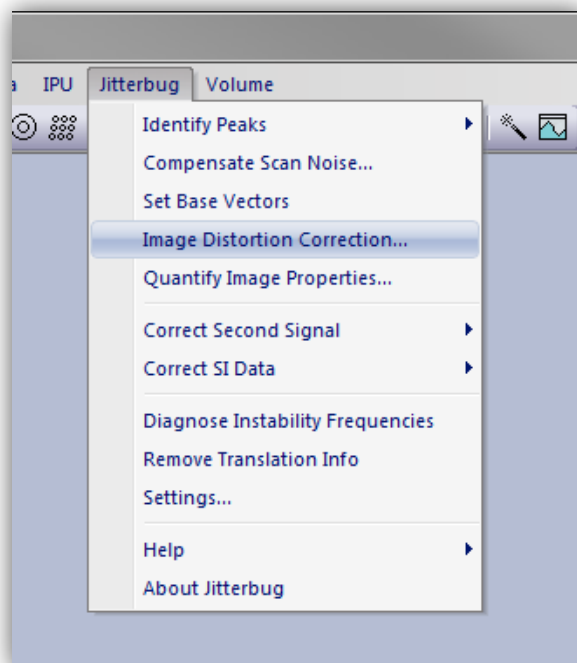 IPU Jitterbug Volume
Identify Peaks
Compensate Scan Noise...
Set Base Vectors
Image Distortion Correction...
Quantify Image Properties...
Correct Second Signal
Correct SI Data
Diagnose Instability Frequencies
Remove Translation Info
Settings...
Help
About Jitterbug